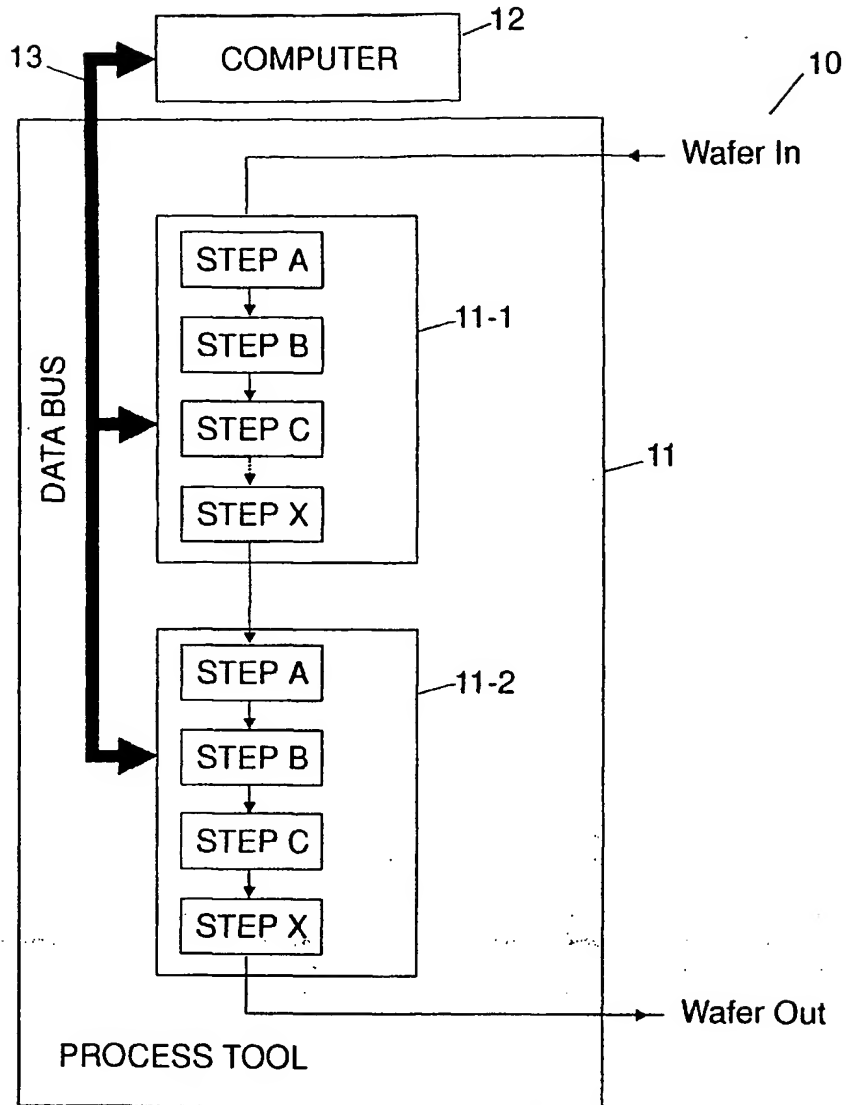 12
13
COMPUTER
10
Wafer In
STEP A
11-1
STEP B
STEP C
11
STEP X
DATA BUS
STEP A
11-2
STEP B
STEP C
STEP X
Wafer Out
PROCESS TOOL